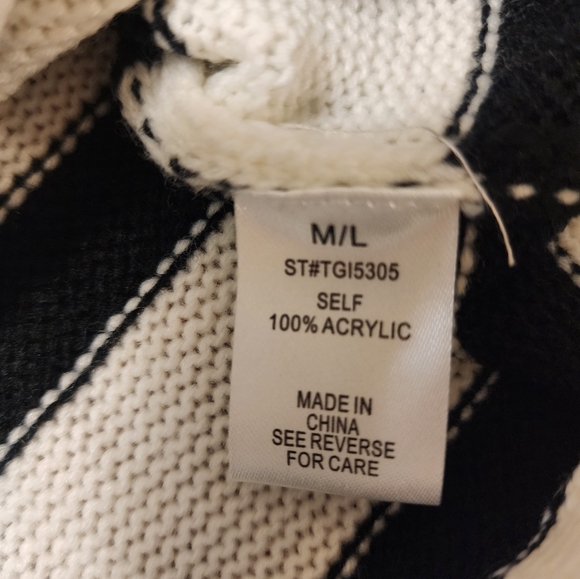 M/L
ST#TGI5305
SELF
100% ACRYLIC
MADE IN
CHINA
SEE REVERSE
FOR CARE